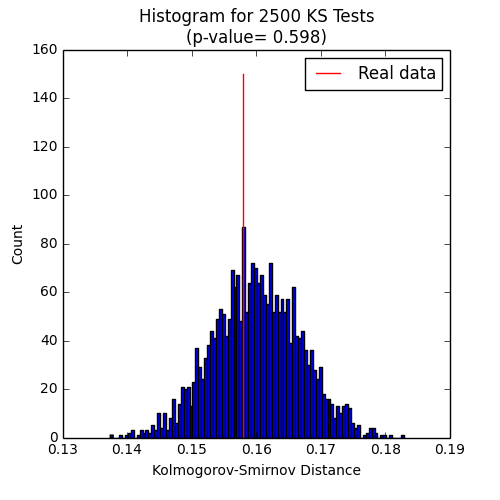 Histogram for 2500 KS Tests
(p-value= 0.598)
Real data
160
140
120
100
80
60
40
20
0
Count
0.13 0.14 0.15 0.16 0.17 0.18 0.19
Kolmogorov-Smirnov Distance